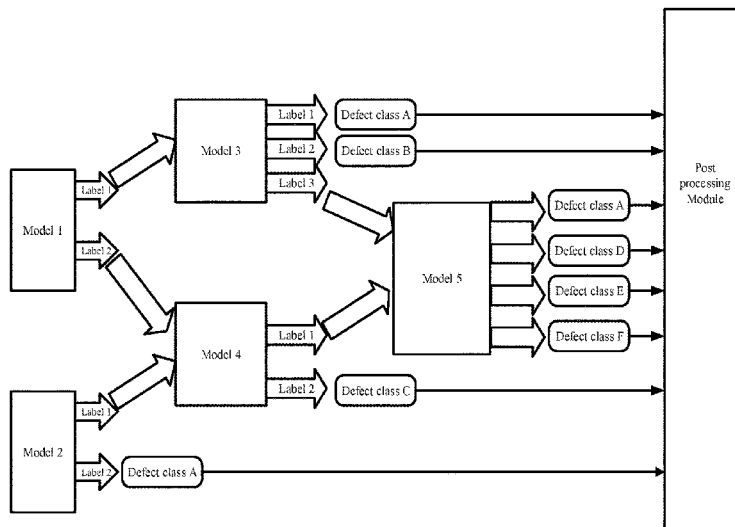 Label 1
Defect class A
Model 3
Label 2
Defect class B
Label 3
Post
processing
Module
Label 1
Model 1
Label 2
Defect class A
Defect class D
Model 5
Defect class E
Defect class F
Label 1
Model 4
Label 2
Defect class C
Label 1
Model 2
Label 2
Defect class A